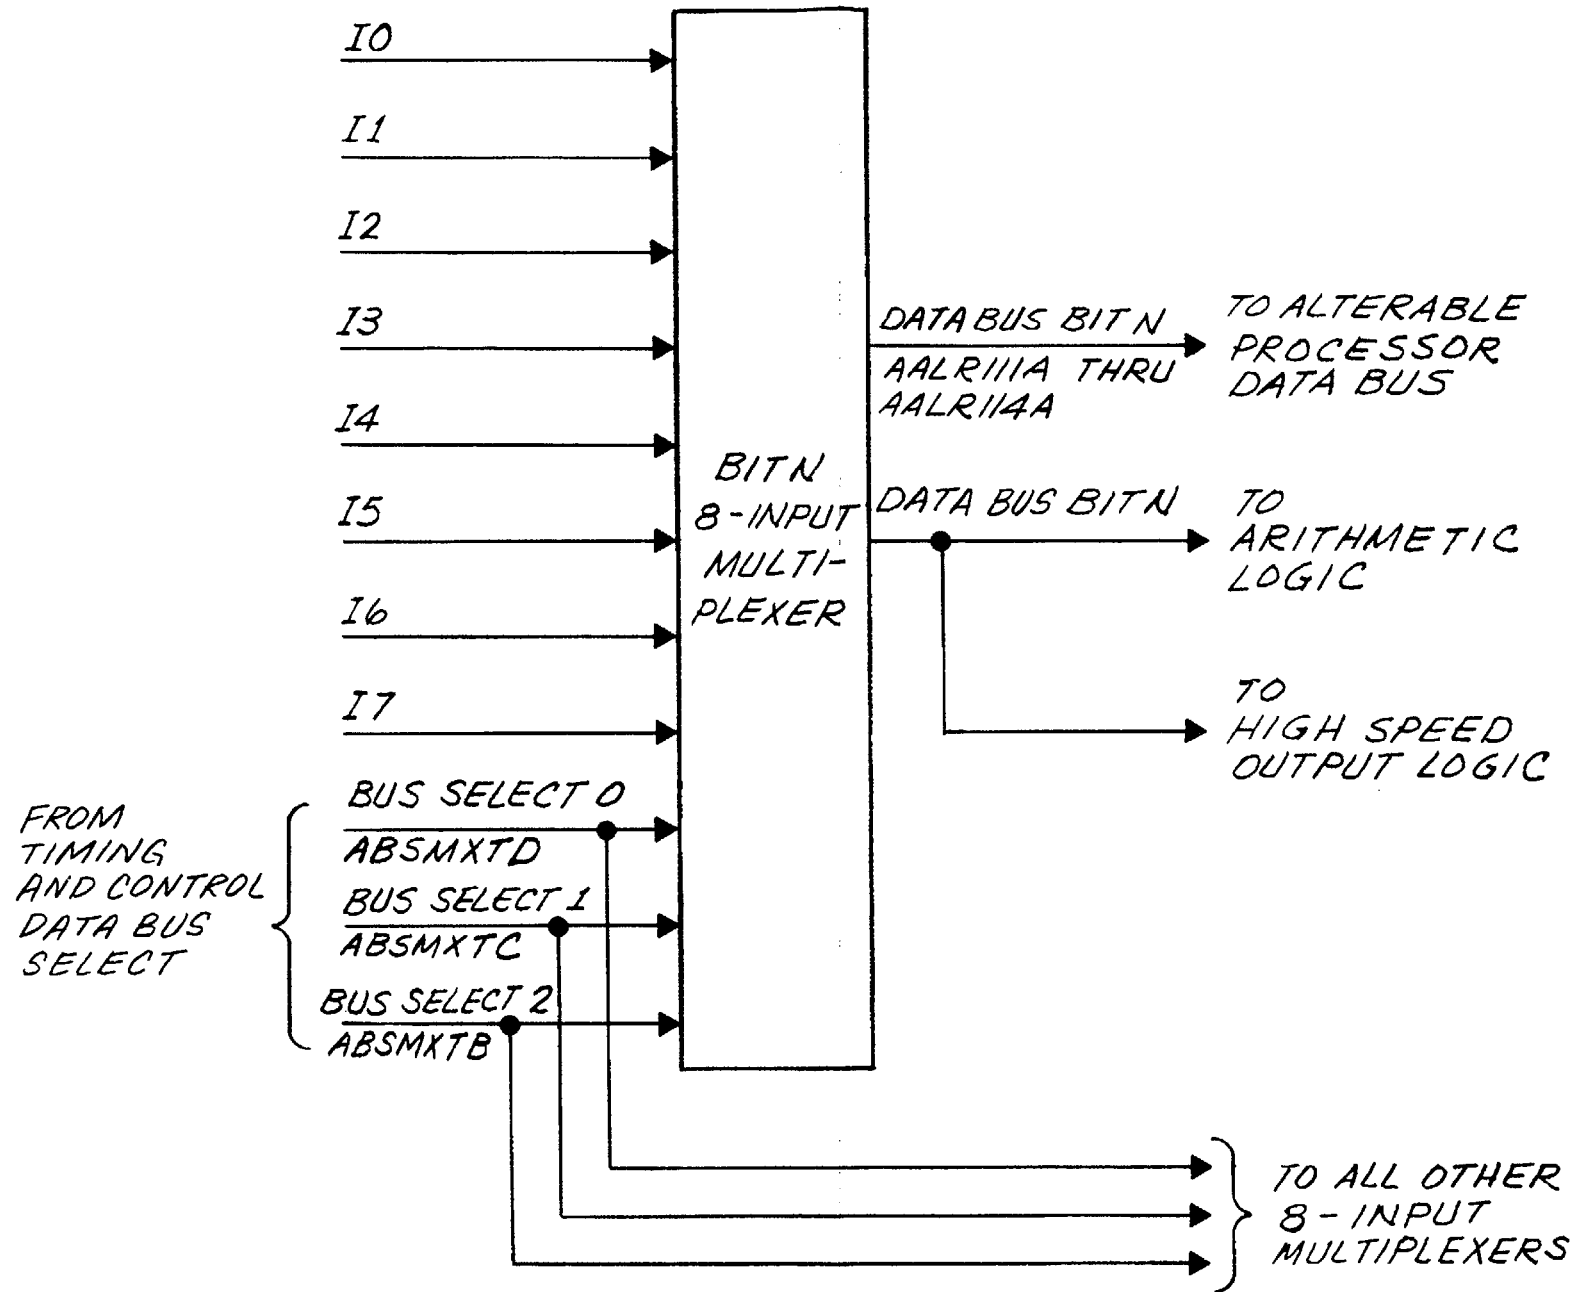 I0
I1
I2
I3
I4
I5
I6
I7
BIT N
8-INPUT
MULTI-
PLEXER
DATA BUS BIT N
AALR111A THRU
AALR114A
TO ALTERABLE
PROCESSOR
DATA BUS
DATA BUS BIT N
TO
ARITHMETIC
LOGIC
TO
HIGH SPEED
OUTPUT LOGIC
FROM
TIMING
AND CONTROL
DATA BUS
SELECT
BUS SELECT 0
ABSMXTD
BUS SELECT 1
ABSMXTC
BUS SELECT 2
ABSMXTB
TO ALL OTHER
8-INPUT
MULTIPLEXERS